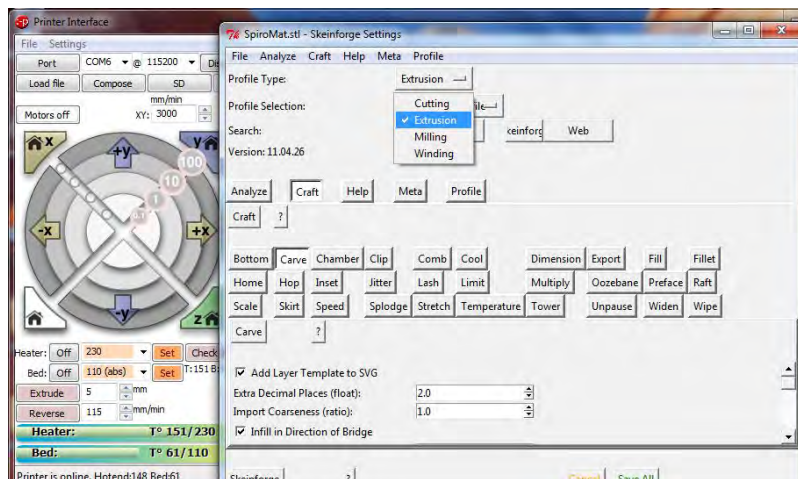 Printer Interface
File Settings
Port COM6 @ 115200 Dis
Load file Compose SD
mm/min
Motors off XY: 3000
X +y y
100
10
1
0.1
-x +x
-y z
Heater: Off 230 Set Check
Bed: Off 110 (abs) Set T:151 B:
Extrude 5 mm
Reverse 115 mm/min
Heater: T° 151/230
Bed: T° 61/110
Printer is online. Hotend:148 Bed:61
SpiroMat.stl - Skeinforge Settings
File Analyze Craft Help Meta Profile
Profile Type: Extrusion
Cutting
Extrusion
Milling
Winding
Profile Selection: file
Search: keinforg Web
Version: 11.04.26
Analyze Craft Help Meta Profile
Craft ?
Bottom Carve Chamber Clip Comb Cool Dimension Export Fill Fillet
Home Hop Inset Jitter Lash Limit Multiply Oozebane Preface Raft
Scale Skirt Speed Splodge Stretch Temperature Tower Unpause Widen Wipe
Carve ?
Add Layer Template to SVG
Extra Decimal Places (float): 2.0
Import Coarseness (ratio): 1.0
Infill in Direction of Bridge
Skeinforge ? Cancel Save All